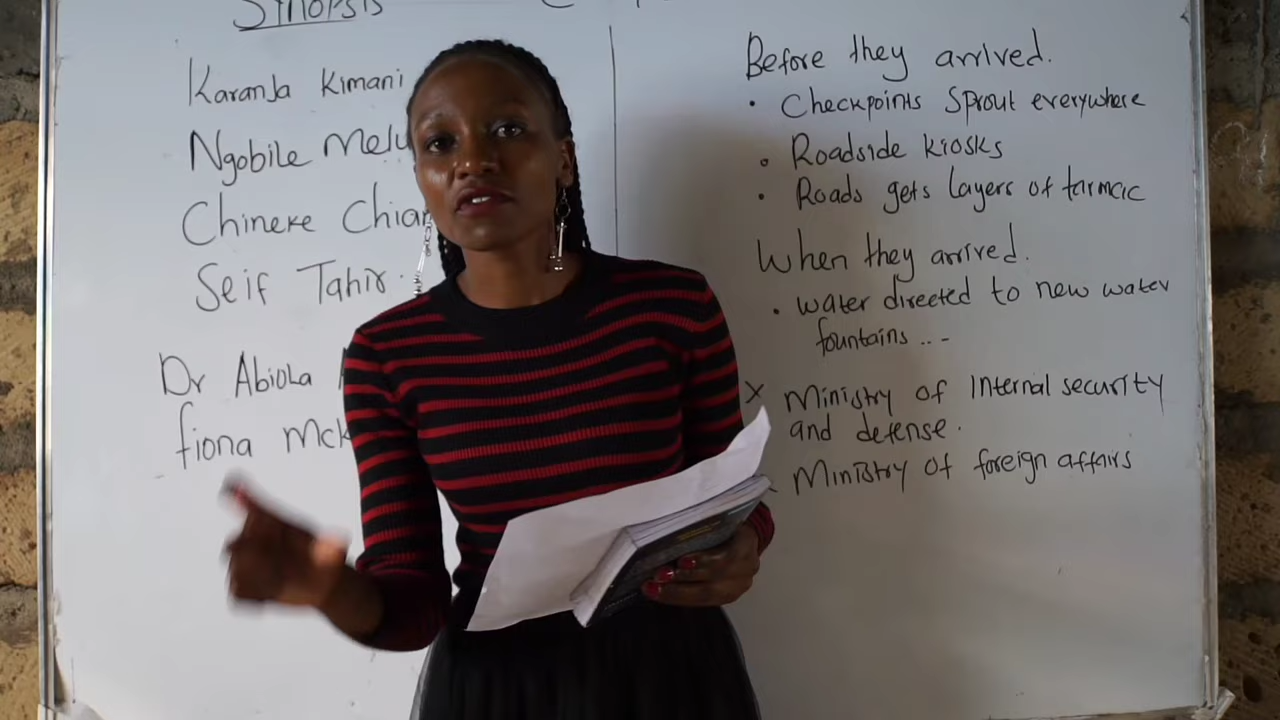 Synopsis
Karanja Kimani
Ngobile
Chineke
Seif Tahir.
Dr Abiola
fiona
Before they arrived.
• Checkpoints Sprout everywhere
• Roadside kiosks
• Roads gets layers of tarmac
When they arrived.
• water directed to new water
fountains ...
x Ministry of Internal security
and defense.
Ministry of foreign affairs